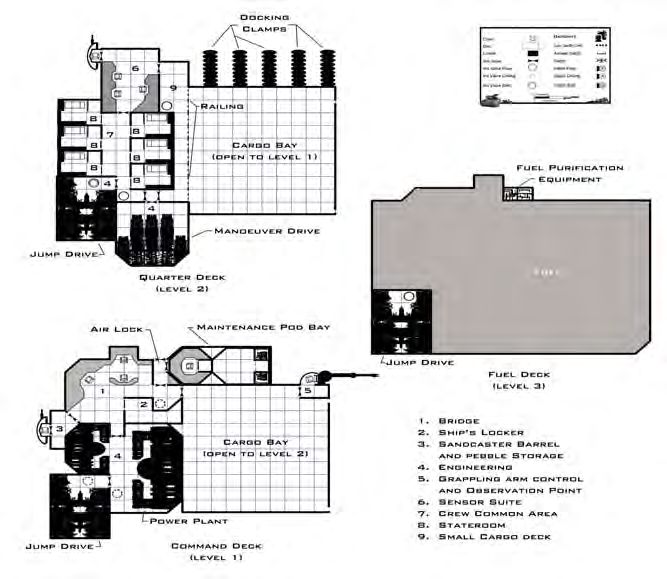 Docking
Clamps
6
9
Railing
8
8
7
8
8
8
8
Cargo Bay
(open to level 1)
4
4
Manoeuver Drive
Jump Drive
Quarter Deck
(level 2)
Fuel Purification
Equipment
Fuel
Jump Drive
Fuel Deck
(level 3)
Air Lock
Maintenance Pod Bay
1
2
3
5
Cargo Bay
(open to level 2)
4
Power Plant
Jump Drive
Command Deck
(level 1)
1. Bridge
2. Ship's Locker
3. Sandcaster Barrel
and pebble Storage
4. Engineering
5. Grappling arm control
and Observation Point
6. Sensor Suite
7. Crew Common Area
8. Stateroom
9. Small Cargo deck